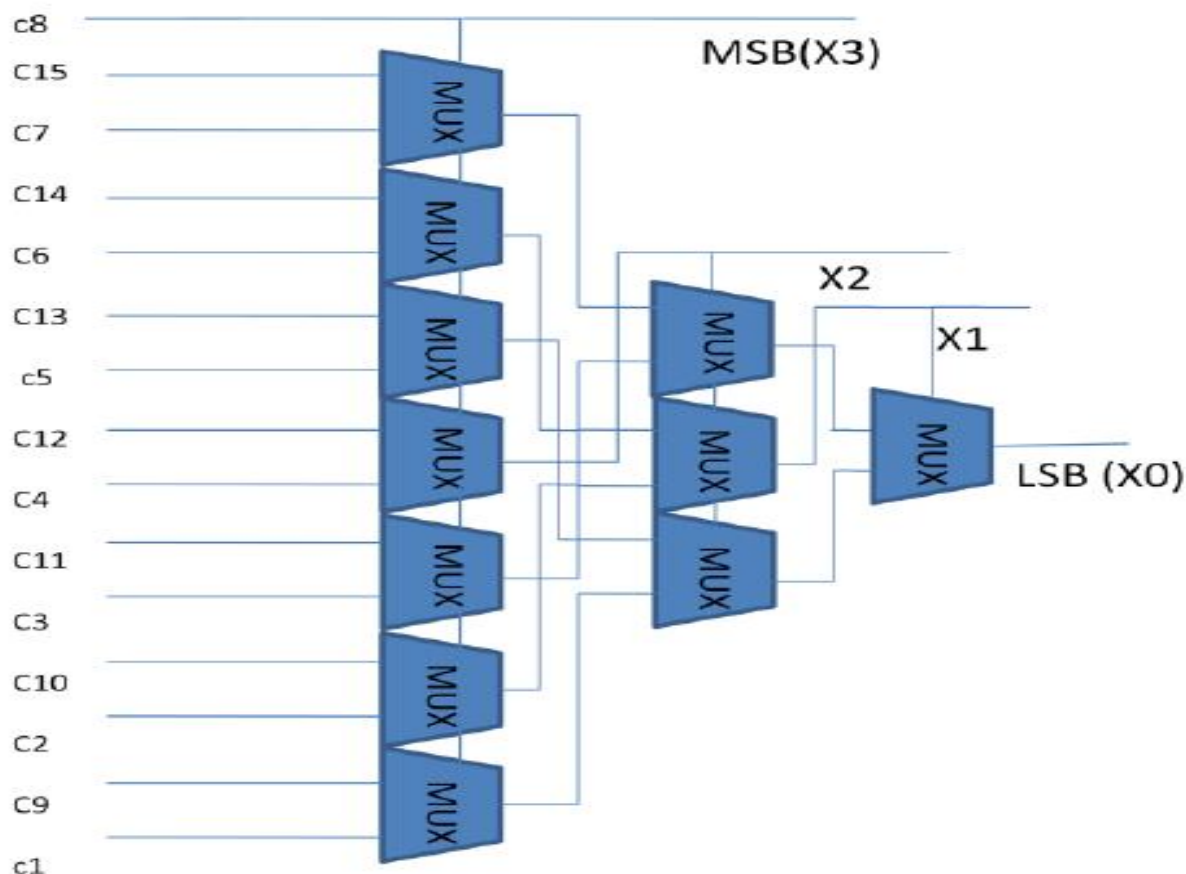 c8
MSB(X3)
C15
MUX
C7
C14
MUX
C6
X2
C13
MUX
MUX
c5
X1
C12
MUX
MUX
MUX
C4
LSB (X0)
C11
MUX
MUX
C3
C10
MUX
C2
C9
MUX
c1